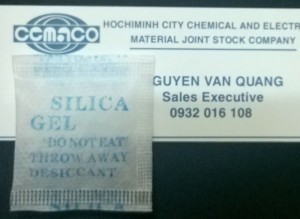 CEMACO
HOCHIMINH CITY CHEMICAL AND ELECTR
MATERIAL JOINT STOCK COMPANY
GUYEN VAN QUANG
Sales Executive
0932 016 108
SILICA
GEL
DO NOT EAT
THROW AWAY
DESICCANT